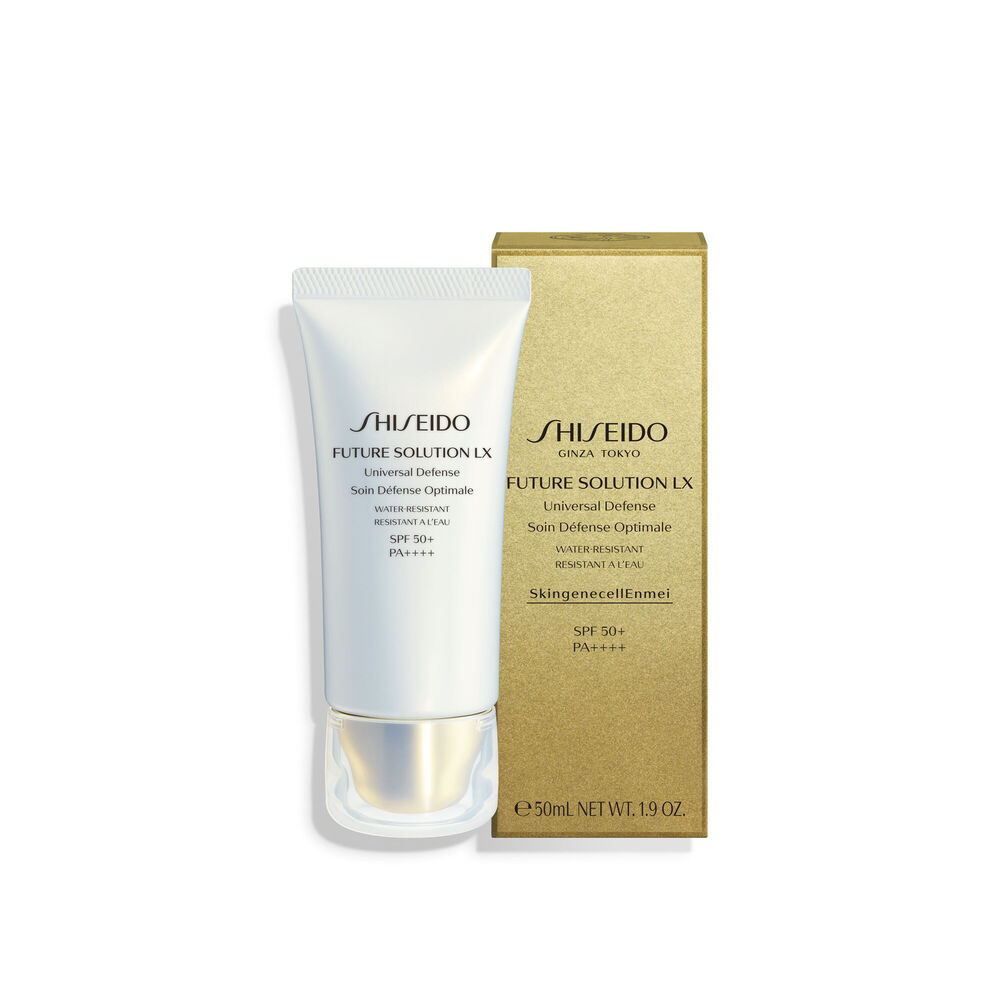 SHISEIDO
FUTURE SOLUTION LX
Universal Defense
Soin Défense Optimale
WATER-RESISTANT
RESISTANT A L'EAU
SPF 50+
PA++++
SHISEIDO
GINZA TOKYO
FUTURE SOLUTION LX
Universal Defense
Soin Défense Optimale
WATER-RESISTANT
RESISTANT A L'EAU
SkingenecellEnmei
SPF 50+
PA++++
℮50mL NET WT. 1.9 OZ.